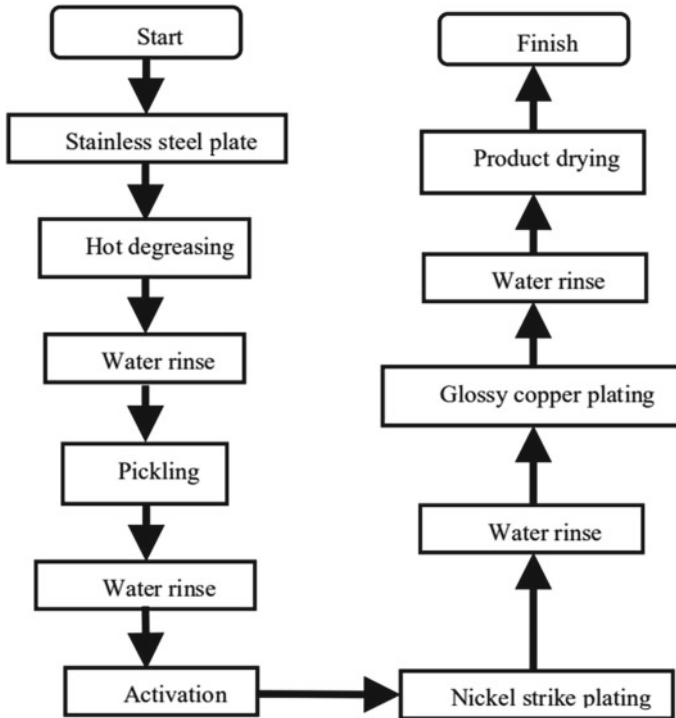 Start
Stainless steel plate
Hot degreasing
Water rinse
Pickling
Water rinse
Activation
Nickel strike plating
Water rinse
Glossy copper plating
Water rinse
Product drying
Finish